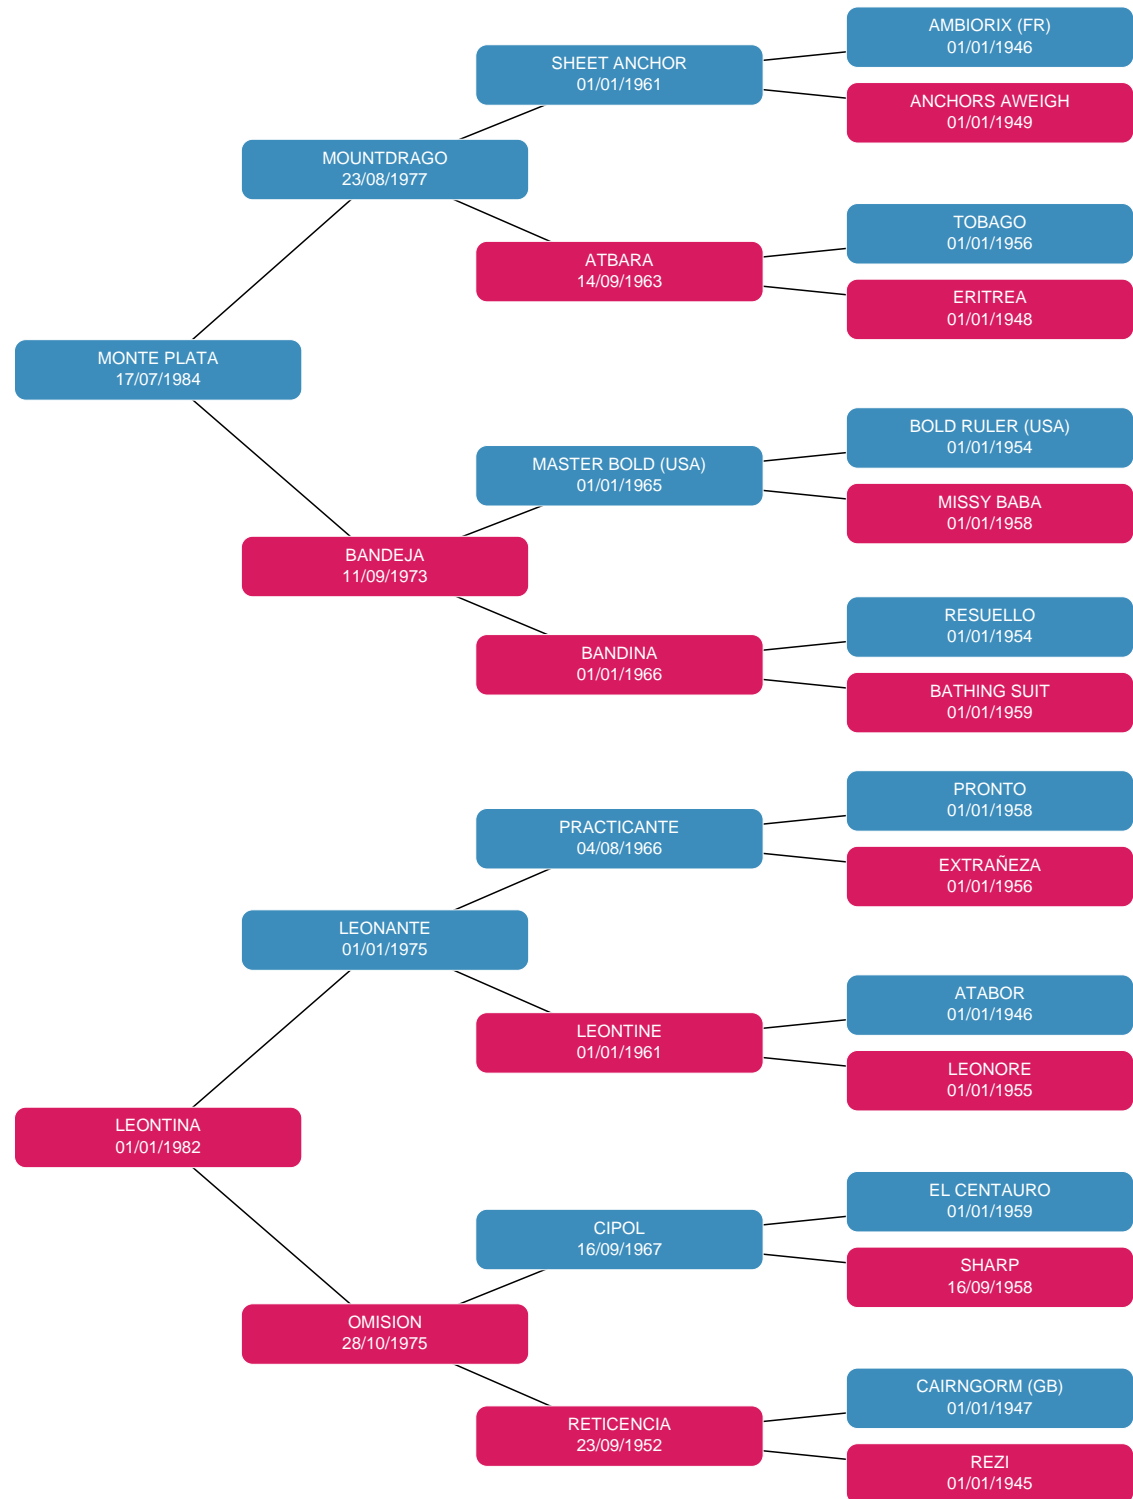 AMBIORIX (FR)
01/01/1946
SHEET ANCHOR
01/01/1961
ANCHORS AWEIGH
01/01/1949
MOUNTDRAGO
23/08/1977
TOBAGO
01/01/1956
ATBARA
14/09/1963
ERITREA
01/01/1948
MONTE PLATA
17/07/1984
BOLD RULER (USA)
01/01/1954
MASTER BOLD (USA)
01/01/1965
MISSY BABA
01/01/1958
BANDEJA
11/09/1973
RESUELLO
01/01/1954
BANDINA
01/01/1966
BATHING SUIT
01/01/1959
PRONTO
01/01/1958
PRACTICANTE
04/08/1966
EXTRAÑEZA
01/01/1956
LEONANTE
01/01/1975
ATABOR
01/01/1946
LEONTINE
01/01/1961
LEONORE
01/01/1955
LEONTINA
01/01/1982
EL CENTAURO
01/01/1959
CIPOL
16/09/1967
SHARP
16/09/1958
OMISION
28/10/1975
CAIRNGORM (GB)
01/01/1947
RETICENCIA
23/09/1952
REZI
01/01/1945